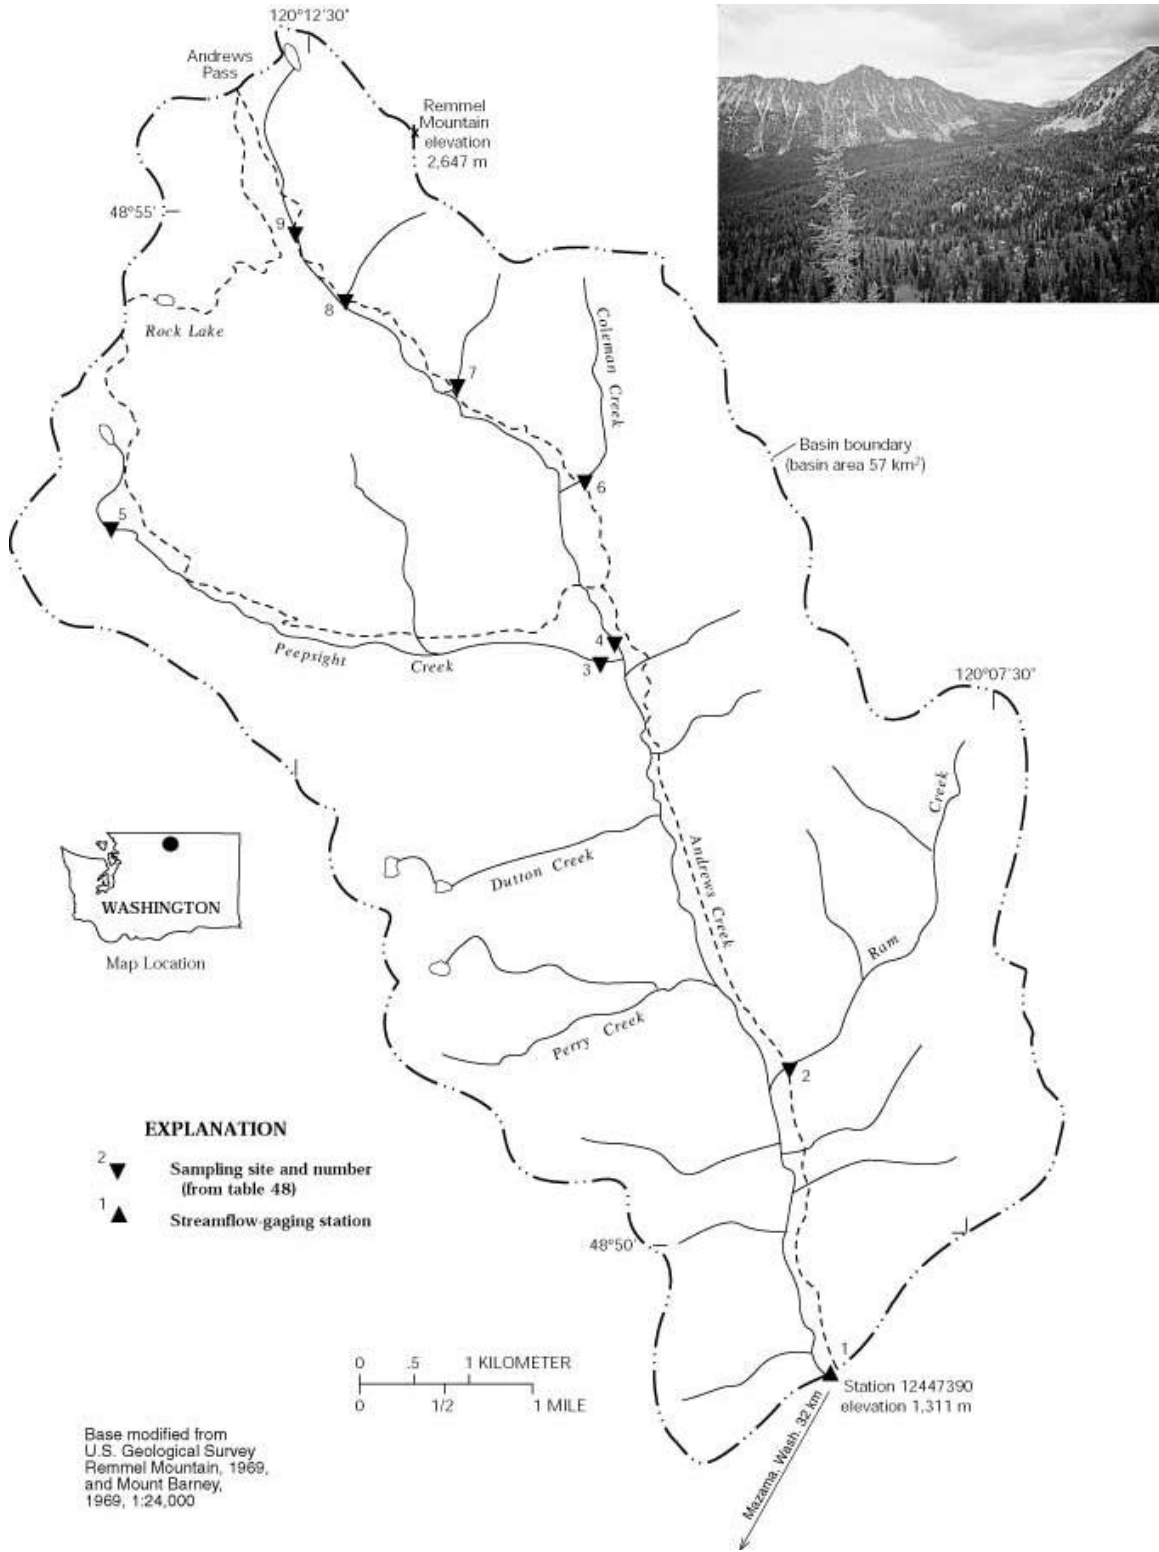 120°12'30"
Andrews
Pass
Remmel
Mountain
elevation
2,647 m
48°55'
9
8
Rock Lake
7
Coleman Creek
Basin boundary
(basin area 57 km²)
6
5
4
3
Peepsight Creek
120°07'30"
Creek
Ram
Andrews Creek
Dutton Creek
WASHINGTON
Map Location
Perry Creek
2
EXPLANATION
2
Sampling site and number
(from table 48)
1
Streamflow-gaging station
48°50'
1
0 .5 1 KILOMETER
0 1/2 1 MILE
Station 12447390
elevation 1,311 m
Mazama, Wash. 32 km
Base modified from
U.S. Geological Survey
Remmel Mountain, 1969,
and Mount Barney,
1969, 1:24,000